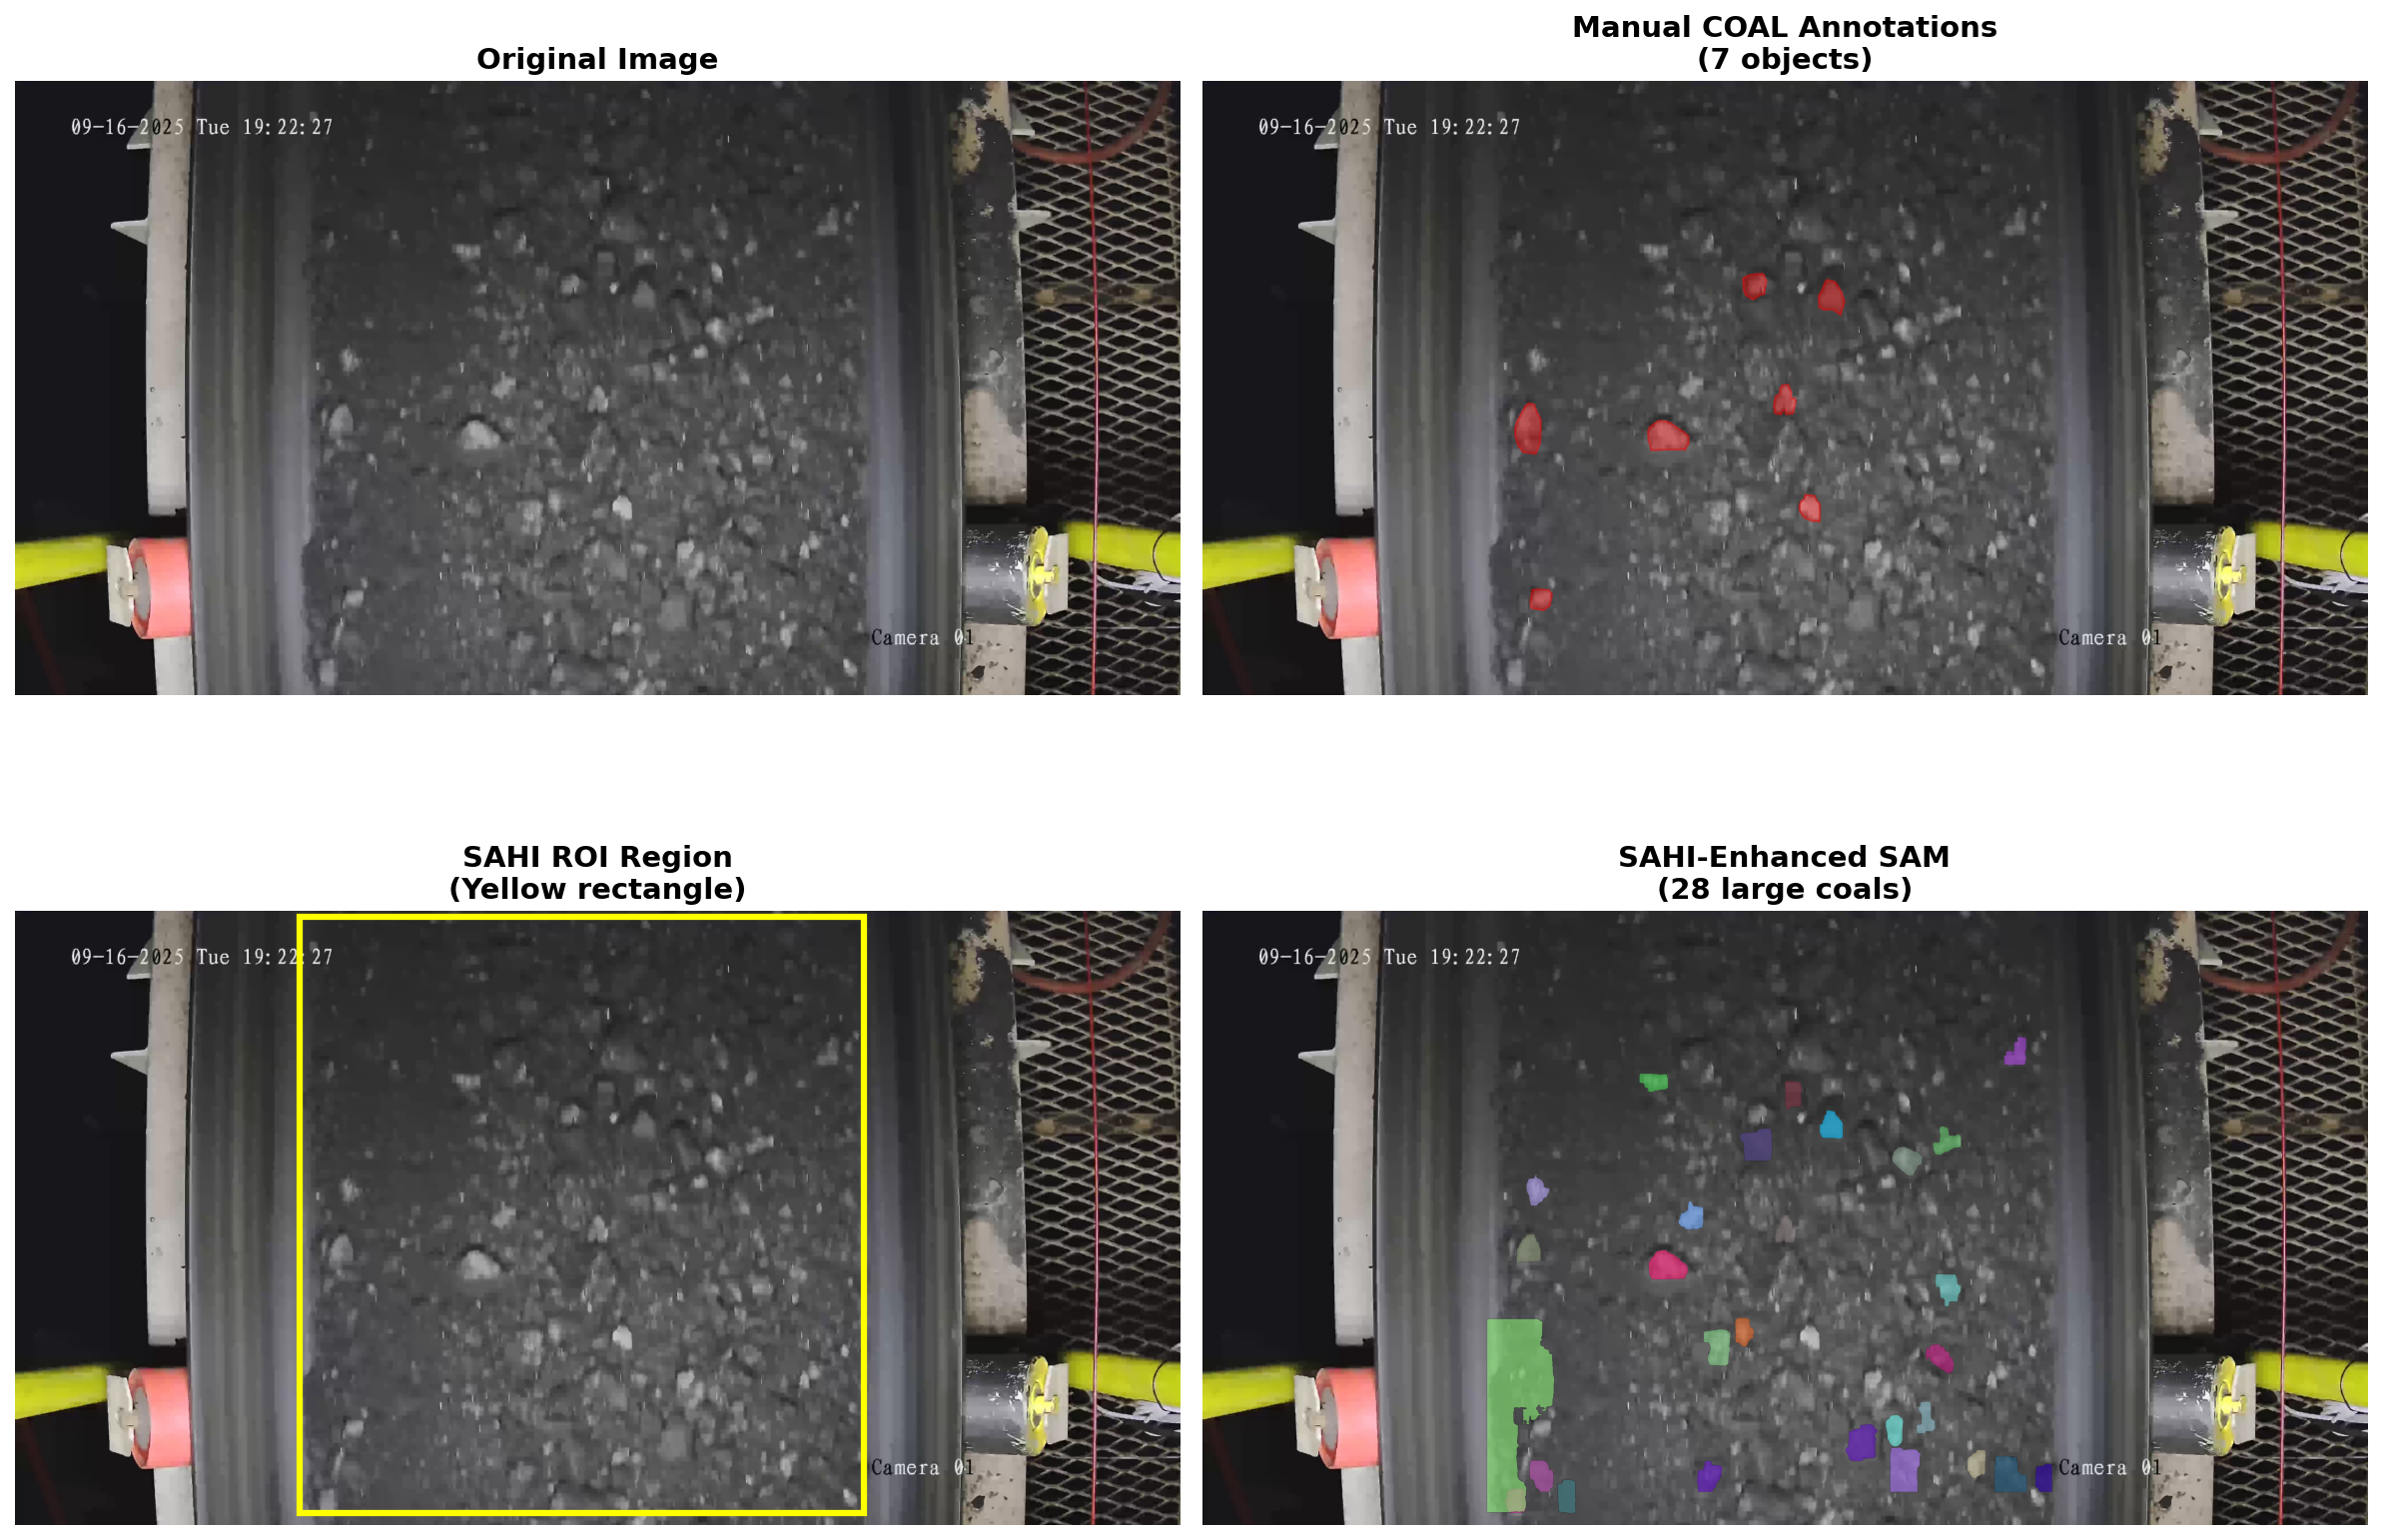 Original Image
09-16-2025 Tue 19:22:27
Camera 01
Manual COAL Annotations
(7 objects)
09-16-2025 Tue 19:22:27
Camera 01
SAHI ROI Region
(Yellow rectangle)
09-16-2025 Tue 19:22:27
Camera 01
SAHI-Enhanced SAM
(28 large coals)
09-16-2025 Tue 19:22:27
Camera 01